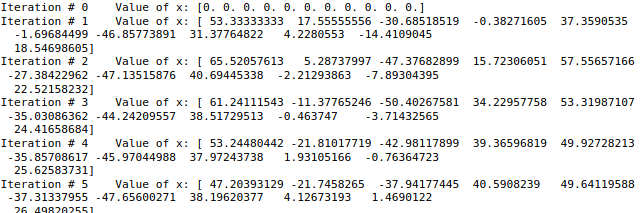 Iteration # 0    Value of x: [0. 0. 0. 0. 0. 0. 0. 0. 0. 0. 0.]
Iteration # 1    Value of x: [ 53.33333333  17.55555556 -30.68518519  -0.38271605  37.3590535
  -1.69684499 -46.85773891  31.37764822   4.2280553  -14.4109045
  18.54698605]
Iteration # 2    Value of x: [ 65.52057613   5.28737997 -47.37682899  15.72306051  57.55657166
 -27.38422962 -47.13515876  40.69445338  -2.21293863  -7.89304395
  22.52158232]
Iteration # 3    Value of x: [ 61.24111543 -11.37765246 -50.40267581  34.22957758  53.31987107
 -35.03086362 -44.24209557  38.51729513  -0.463747    -3.71432565
  24.41658684]
Iteration # 4    Value of x: [ 53.24480442 -21.81017719 -42.98117899  39.36596819  49.92728213
 -35.85708617 -45.97044988  37.97243738   1.93105166  -0.76364723
  25.62583731]
Iteration # 5    Value of x: [ 47.20393129 -21.7458265  -37.94177445  40.5908239   49.64119588
 -37.31337955 -47.65600271  38.19620377   4.12673193   1.4690122
  26.49820255]